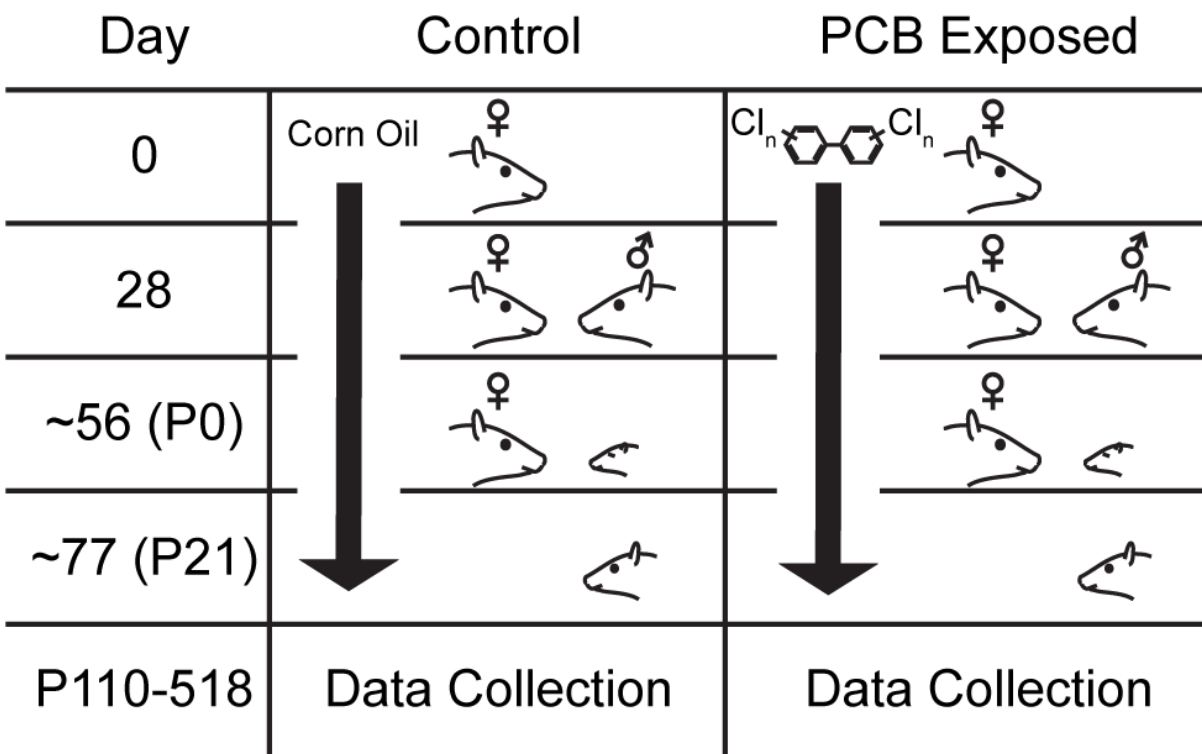 Day Control PCB Exposed
0 Corn Oil ♀ Cln Cln ♀
28 ♀ ♂ ♀ ♂
~56 (P0) ♀ ♀
~77 (P21)
P110-518 Data Collection Data Collection